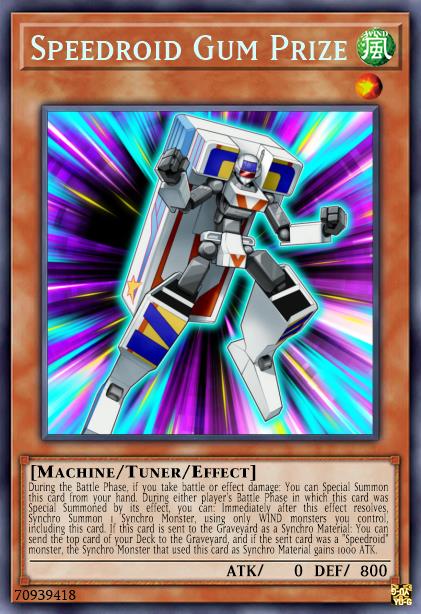 SPEEDROID GUM PRIZE
WIND
風
[MACHINE/TUNER/EFFECT]
During the Battle Phase, if you take battle or effect damage: You can Special Summon
this card from your hand. During either player's Battle Phase in which this card was
Special Summoned by its effect, you can: Immediately after this effect resolves,
Synchro Summon 1 Synchro Monster, using only WIND monsters you control,
including this card. If this card is sent to the Graveyard as a Synchro Material: You can
send the top card of your Deck to the Graveyard, and if the sent card was a "Speedroid"
monster, the Synchro Monster that used this card as Synchro Material gains 1000 ATK.
ATK/ 0 DEF/ 800
70939418